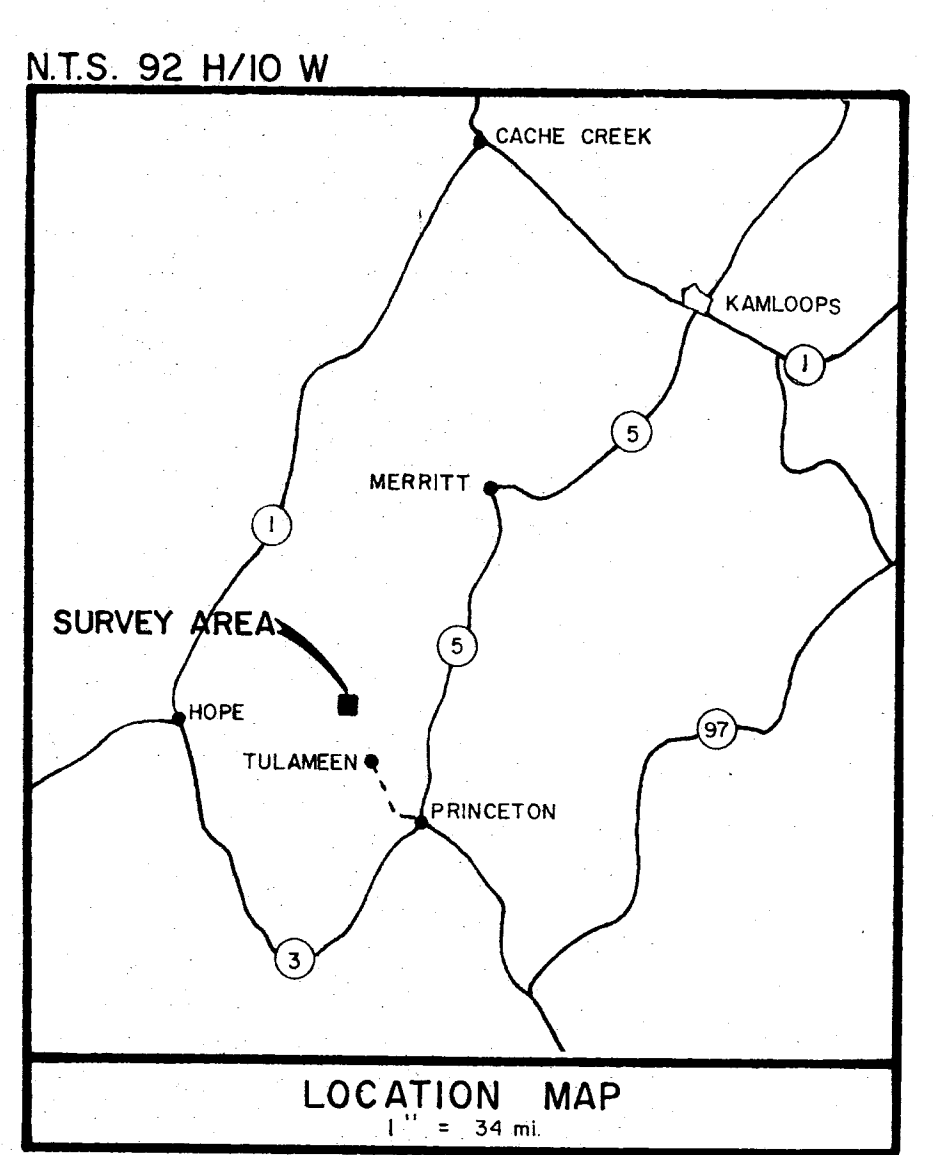 N.T.S. 92 H/10 W
CACHE CREEK
KAMLOOPS
1
5
MERRITT
1
SURVEY AREA
5
HOPE
97
TULAMEEN
PRINCETON
3
LOCATION MAP
1" = 34 mi.